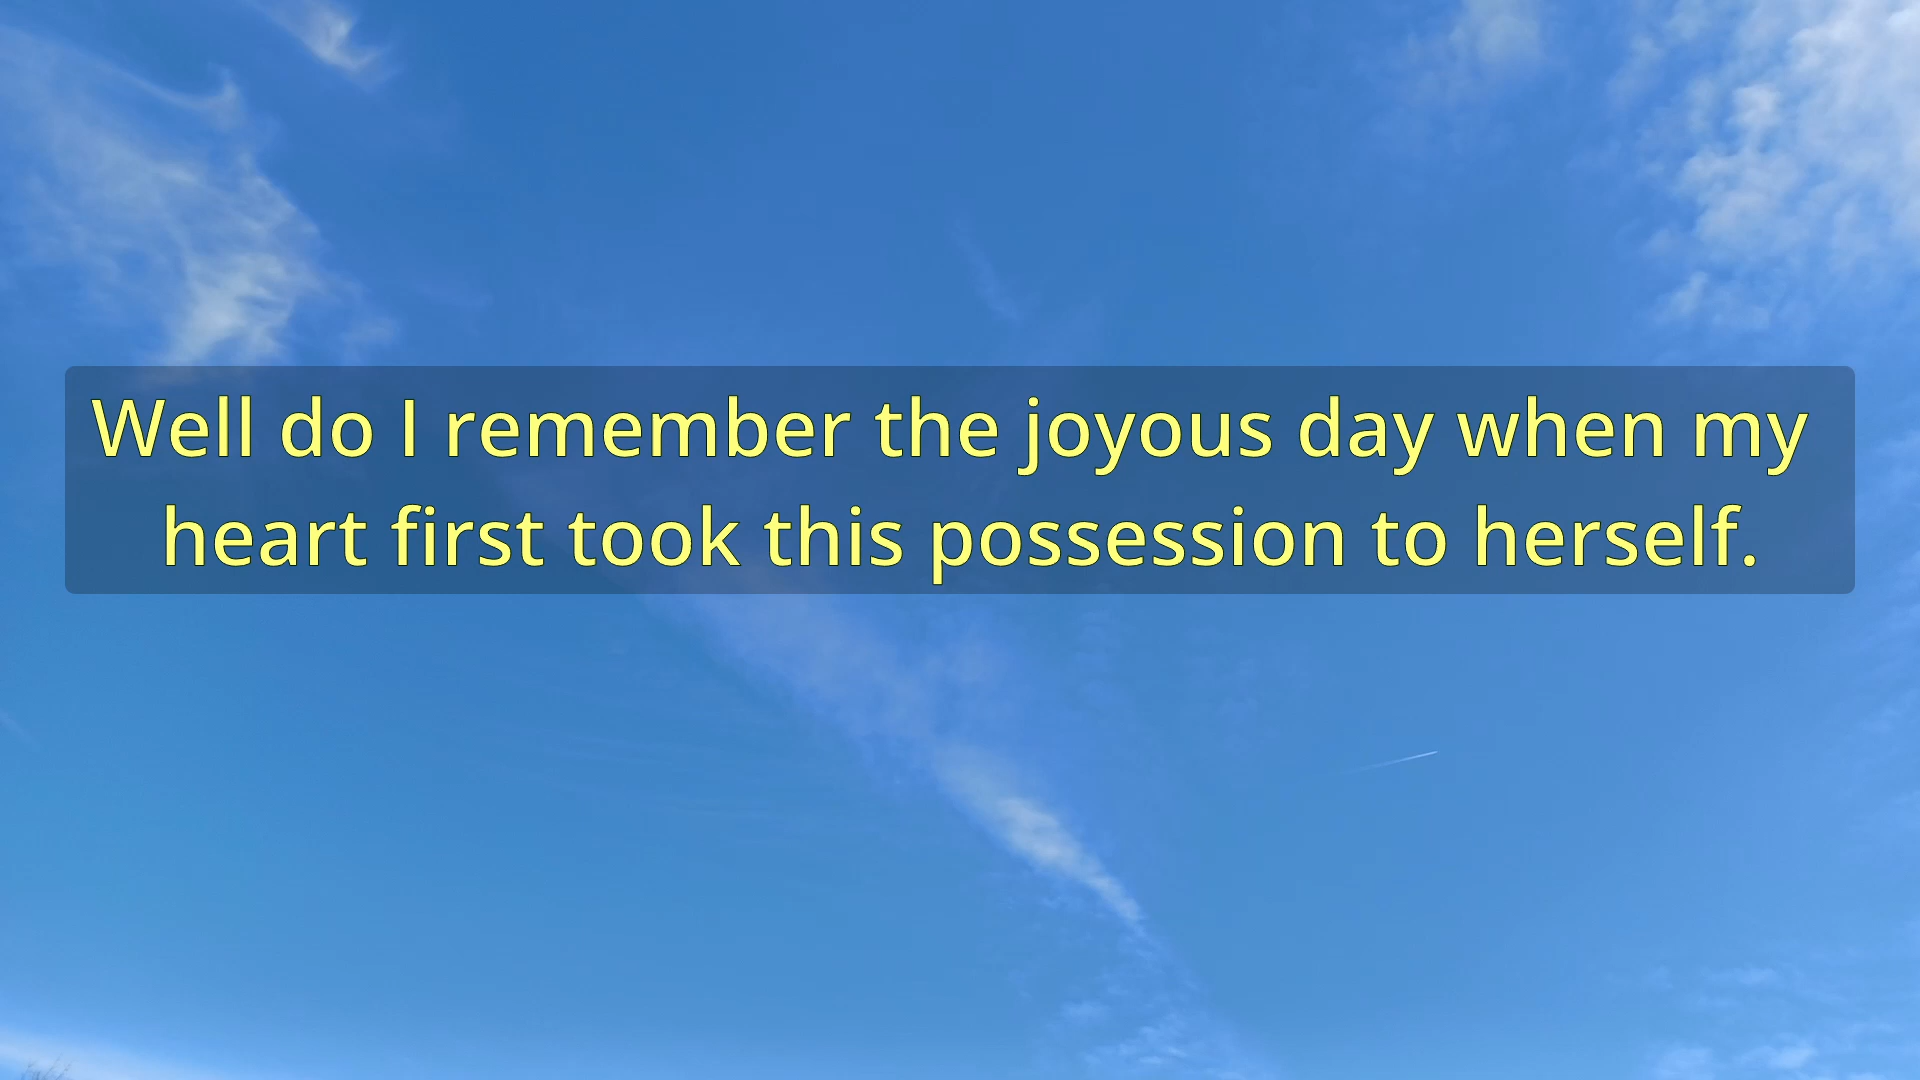 Well do I remember the joyous day when my
heart first took this possession to herself.